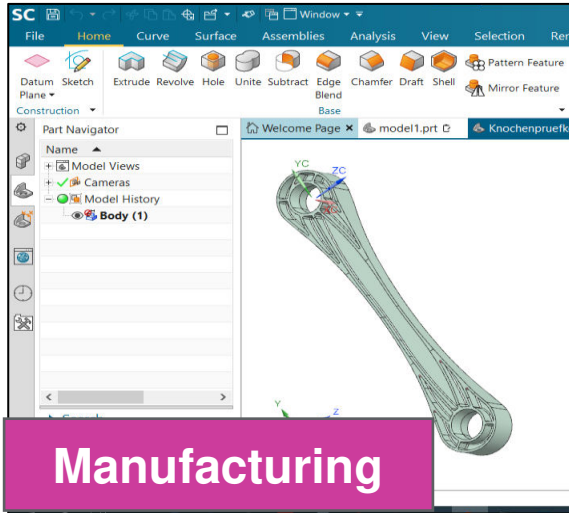 SC Window
File Home Curve Surface Assemblies Analysis View Selection Ren
Datum Plane Sketch Extrude Revolve Hole Unite Subtract Edge Blend Chamfer Draft Shell Pattern Feature
Mirror Feature
Construction Base
Part Navigator Welcome Page model1.prt Knochenpruefk
Name
Model Views
Cameras
Model History
Body (1)
YC ZC
Y Z
Manufacturing